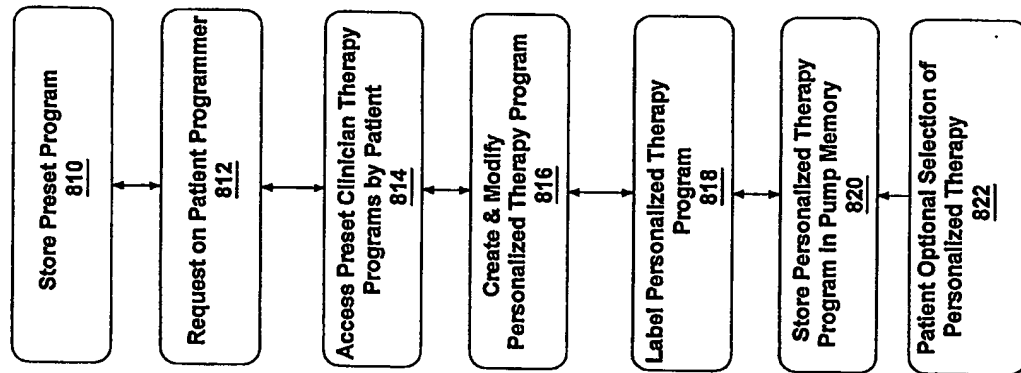 Store Preset Program
810
Request on Patient Programmer
812
Access Preset Clinician Therapy
Programs by Patient
814
Create & Modify
Personalized Therapy Program
816
Label Personalized Therapy
Program
818
Store Personalized Therapy
Program in Pump Memory
820
Patient Optional Selection of
Personalized Therapy
822